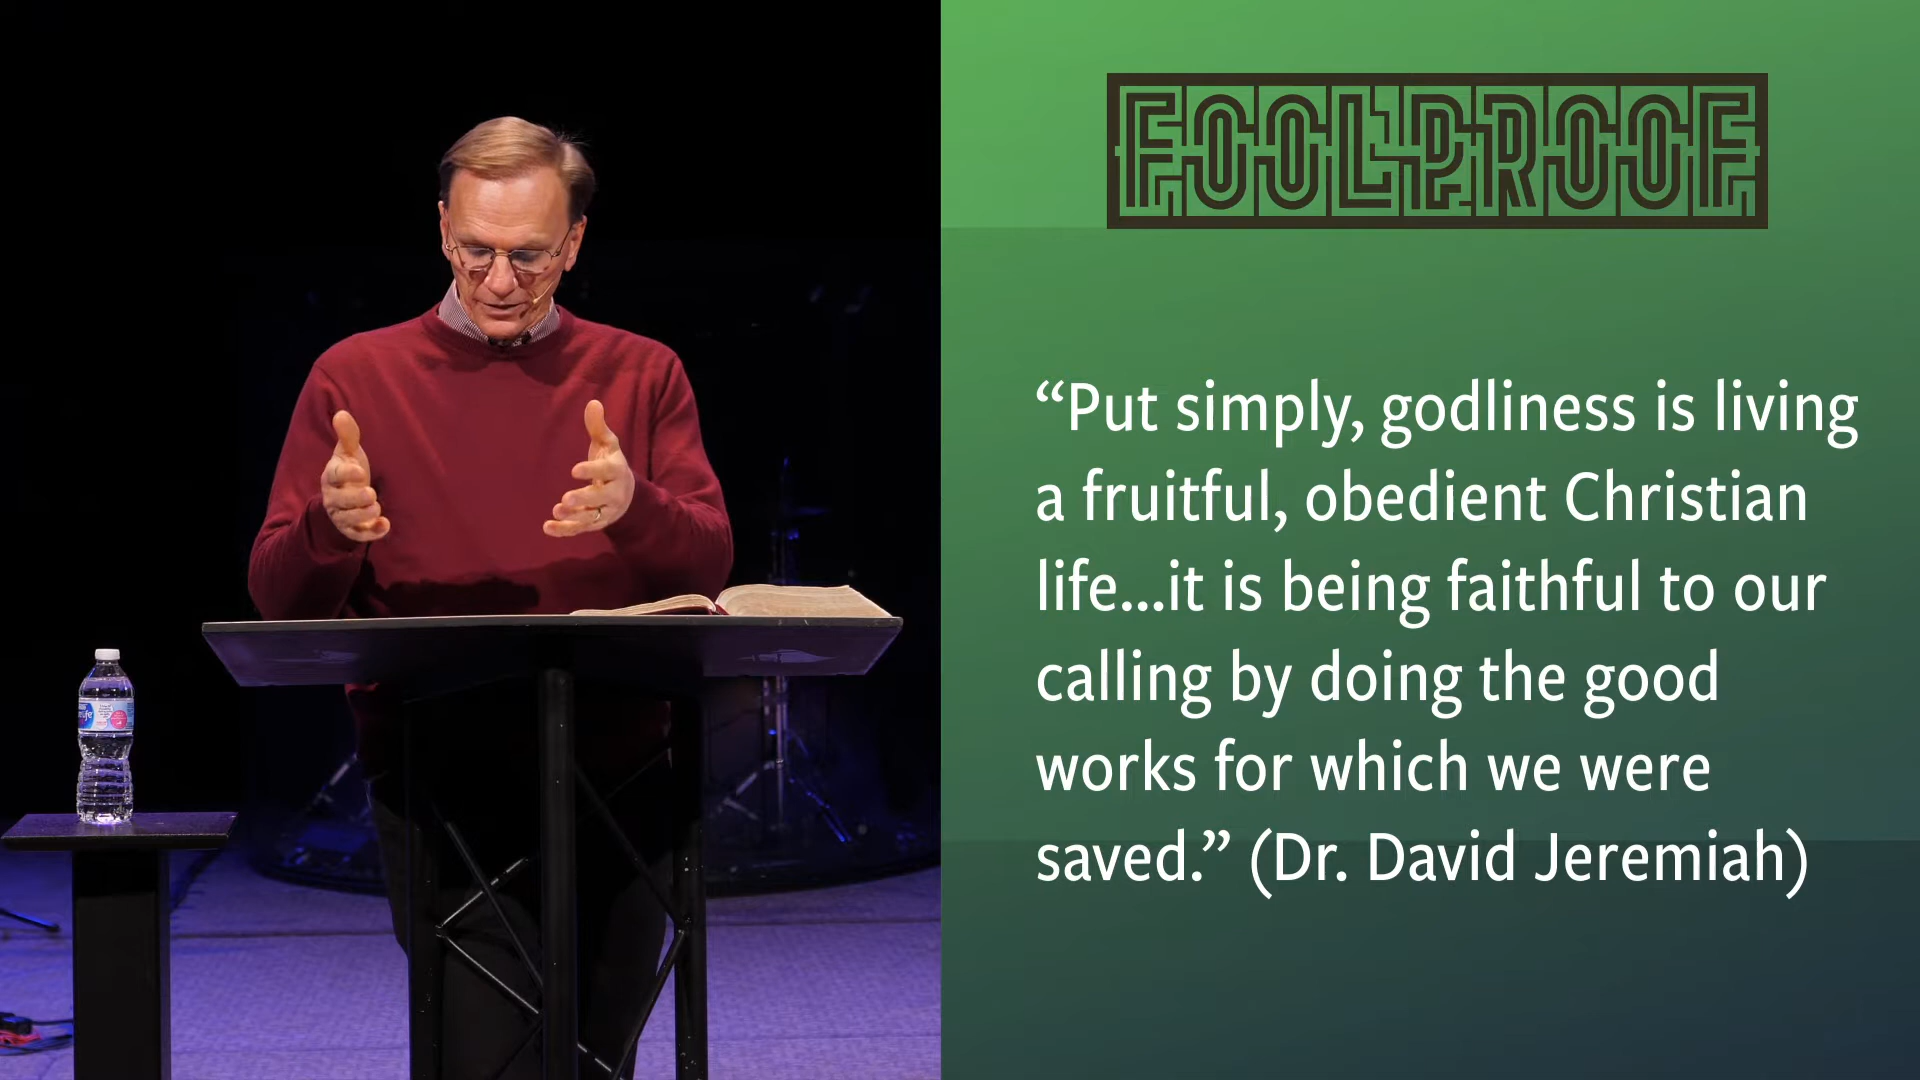 FOOLPROOF
“Put simply, godliness is living
a fruitful, obedient Christian
life...it is being faithful to our
calling by doing the good
works for which we were
saved.” (Dr. David Jeremiah)